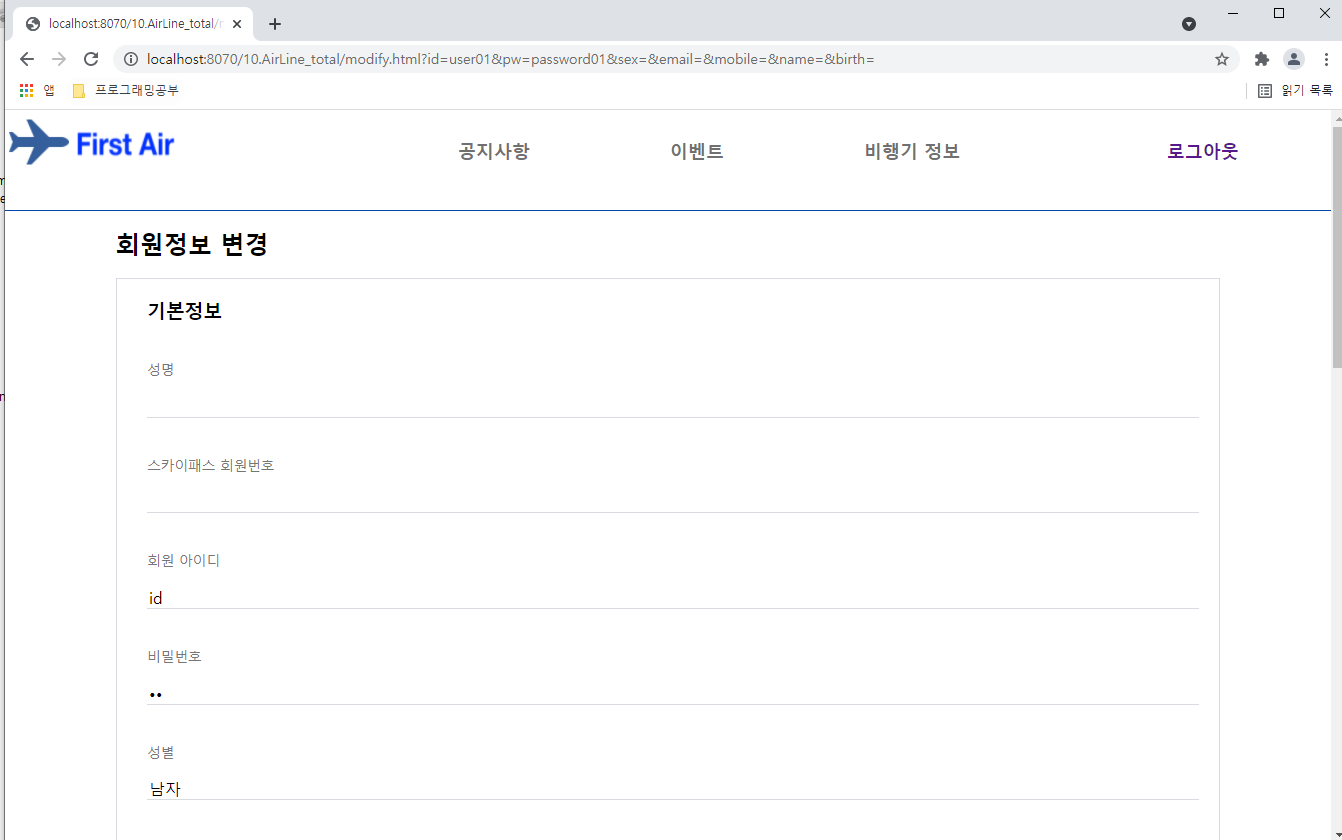 localhost:8070/10.AirLine_total/
localhost:8070/10.AirLine_total/modify.html?id=user01&pw=password01&sex=&email=&mobile=&name=&birth=
앱 프로그래밍공부 읽기 목록
First Air 공지사항 이벤트 비행기 정보 로그아웃
회원정보 변경
기본정보
성명
스카이패스 회원번호
회원 아이디
id
비밀번호
••
성별
남자